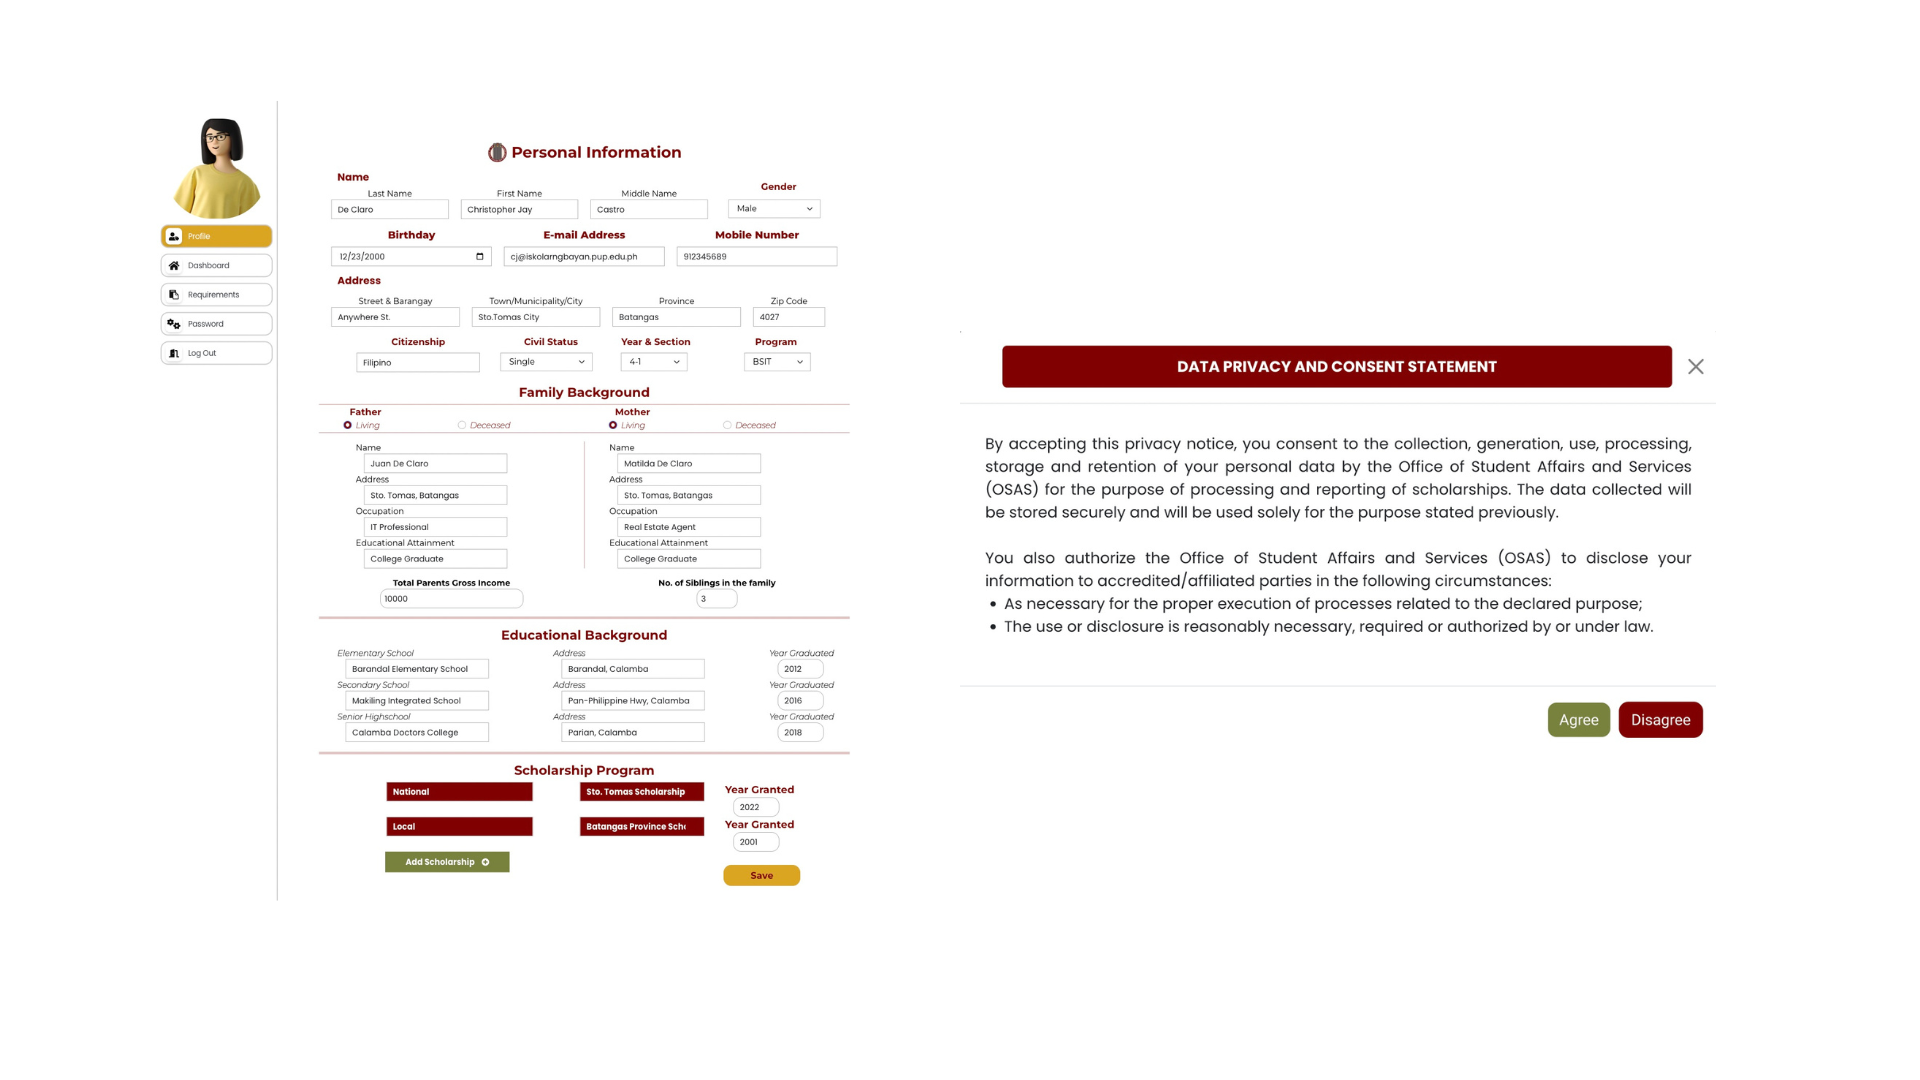 Profile
Dashboard
Requirements
Password
Log Out
Personal Information
Name
Gender
Last Name First Name Middle Name
De Claro Christopher Jay Castro Male
Birthday E-mail Address Mobile Number
12/23/2000 cj@iskolarngbayan.pup.edu.ph 912345689
Address
Street & Barangay Town/Municipality/City Province Zip Code
Anywhere St. Sto.Tomas City Batangas 4027
Citizenship Civil Status Year & Section Program
Filipino Single 4-1 BSIT
Family Background
Father Mother
Living Deceased Living Deceased
Name Name
Juan De Claro Matilda De Claro
Address Address
Sto. Tomas, Batangas Sto. Tomas, Batangas
Occupation Occupation
IT Professional Real Estate Agent
Educational Attainment Educational Attainment
College Graduate College Graduate
Total Parents Gross Income No. of Siblings in the family
10000 3
Educational Background
Elementary School Address Year Graduated
Barandal Elementary School Barandal, Calamba 2012
Secondary School Address Year Graduated
Makiling Integrated School Pan-Philippine Hwy, Calamba 2016
Senior Highschool Address Year Graduated
Calamba Doctors College Parian, Calamba 2018
Scholarship Program
National Sto. Tomas Scholarship Year Granted
2022
Local Batangas Province Sch Year Granted
2001
Add Scholarship
Save
DATA PRIVACY AND CONSENT STATEMENT
By accepting this privacy notice, you consent to the collection, generation, use, processing,
storage and retention of your personal data by the Office of Student Affairs and Services
(OSAS) for the purpose of processing and reporting of scholarships. The data collected will
be stored securely and will be used solely for the purpose stated previously.
You also authorize the Office of Student Affairs and Services (OSAS) to disclose your
information to accredited/affiliated parties in the following circumstances:
• As necessary for the proper execution of processes related to the declared purpose;
• The use or disclosure is reasonably necessary, required or authorized by or under law.
Agree Disagree